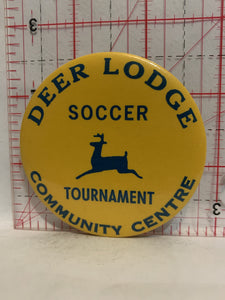 DEER LODGE
SOCCER
TOURNAMENT
COMMUNITY CENTRE